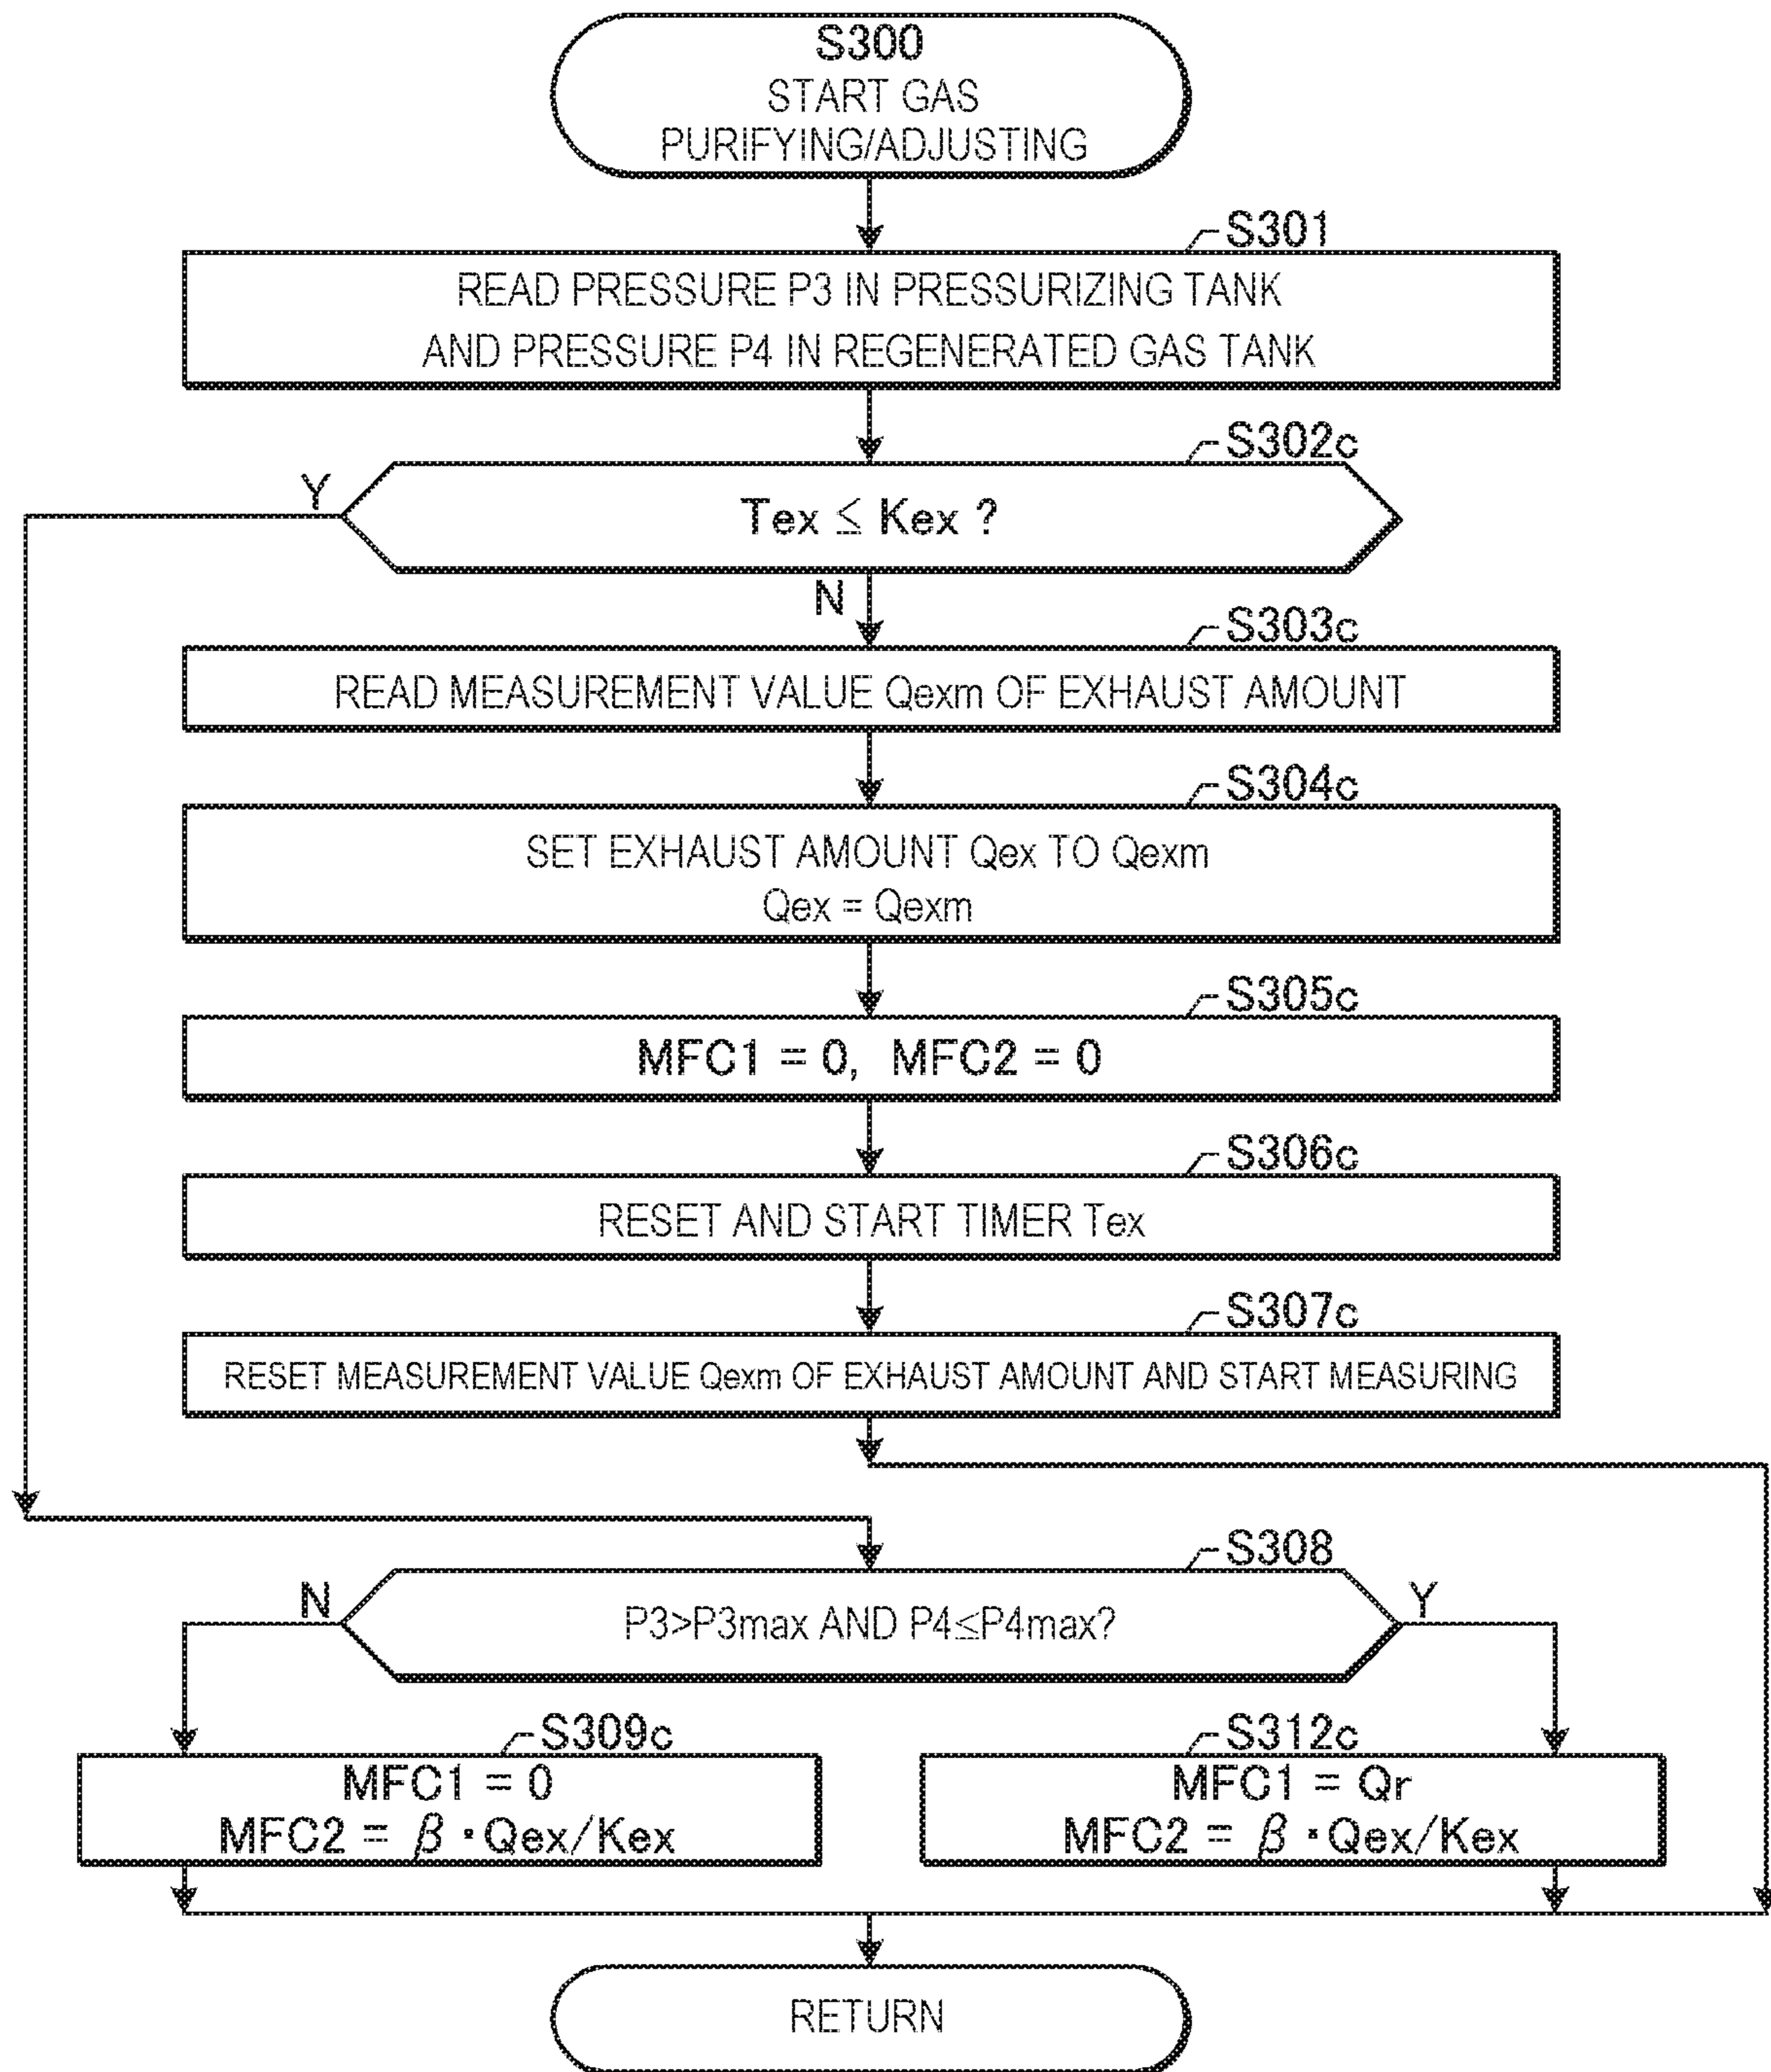 S300
START GAS
PURIFYING/ADJUSTING
S301
READ PRESSURE P3 IN PRESSURIZING TANK
AND PRESSURE P4 IN REGENERATED GAS TANK
S302c
Y
Tex ≦ Kex ?
N
S303c
READ MEASUREMENT VALUE Qexm OF EXHAUST AMOUNT
S304c
SET EXHAUST AMOUNT Qex TO Qexm
Qex = Qexm
S305c
MFC1 = 0, MFC2 = 0
S306c
RESET AND START TIMER Tex
S307c
RESET MEASUREMENT VALUE Qexm OF EXHAUST AMOUNT AND START MEASURING
S308
N
P3>P3max AND P4≦P4max?
Y
S309c
MFC1 = 0
MFC2 = β・Qex/Kex
S312c
MFC1 = Qr
MFC2 = β・Qex/Kex
RETURN